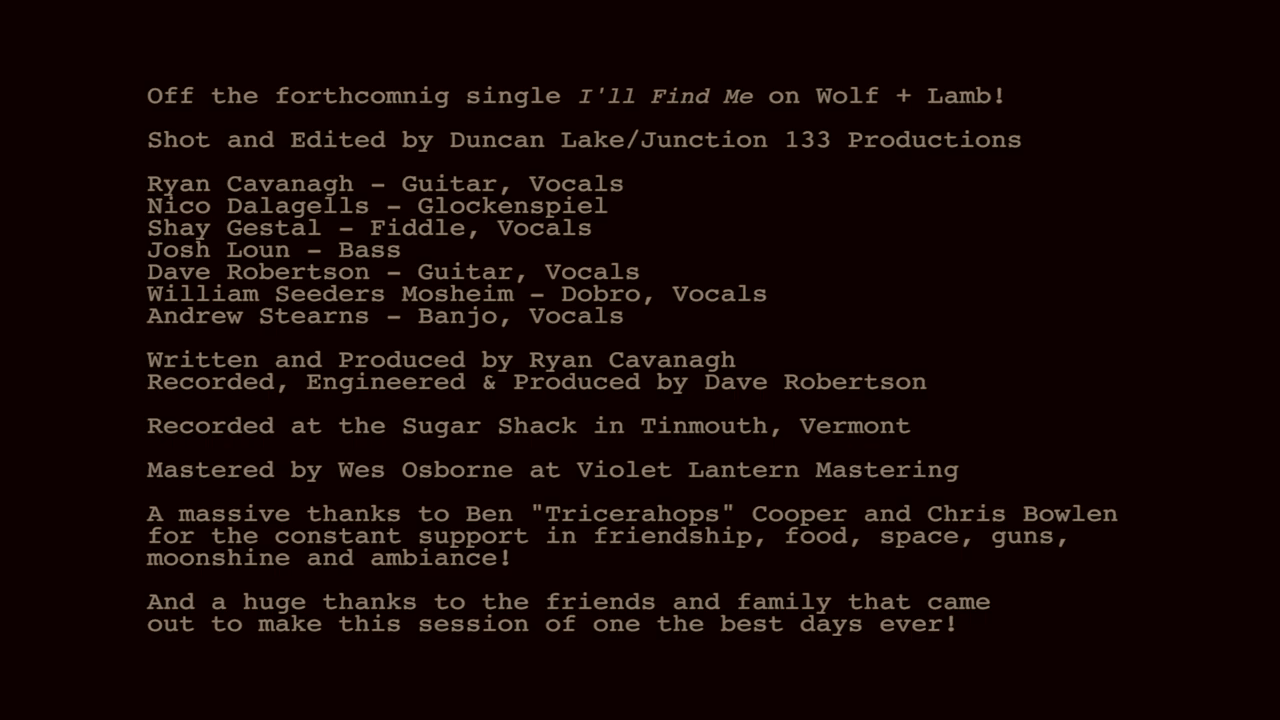 Off the forthcomnig single I'll Find Me on Wolf + Lamb!
Shot and Edited by Duncan Lake/Junction 133 Productions
Ryan Cavanagh - Guitar, Vocals
Nico Dalagells - Glockenspiel
Shay Gestal - Fiddle, Vocals
Josh Loun - Bass
Dave Robertson - Guitar, Vocals
William Seeders Mosheim - Dobro, Vocals
Andrew Stearns - Banjo, Vocals
Written and Produced by Ryan Cavanagh
Recorded, Engineered & Produced by Dave Robertson
Recorded at the Sugar Shack in Tinmouth, Vermont
Mastered by Wes Osborne at Violet Lantern Mastering
A massive thanks to Ben "Tricerahops" Cooper and Chris Bowlen
for the constant support in friendship, food, space, guns,
moonshine and ambiance!
And a huge thanks to the friends and family that came
out to make this session of one the best days ever!